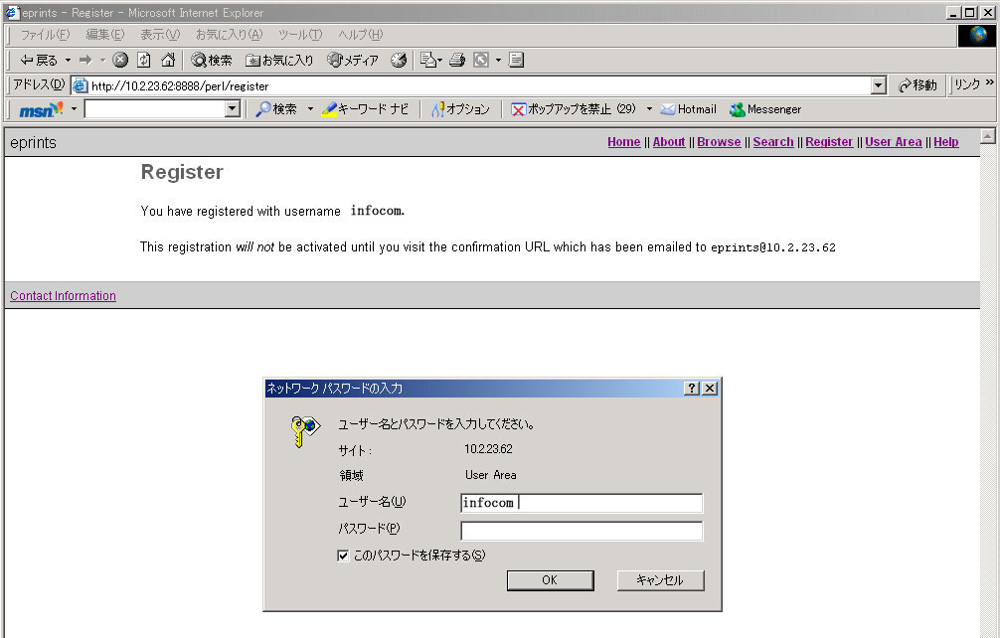 eprints - Register - Microsoft Internet Explorer
ファイル(F) 編集(E) 表示(V) お気に入り(A) ツール(T) ヘルプ(H)
戻る 検索 お気に入り メディア
アドレス(D) http://10.2.23.62:8888/perl/register 移動 リンク »
msn 検索 キーワード ナビ オプション ポップアップを禁止 (29) Hotmail Messenger
eprints Home || About || Browse || Search || Register || User Area || Help
Register
You have registered with username infocom.
This registration will not be activated until you visit the confirmation URL which has been emailed to eprints@10.2.23.62
Contact Information
ネットワーク パスワードの入力
ユーザー名とパスワードを入力してください。
サイト: 10.2.23.62
領域 User Area
ユーザー名(U) infocom
パスワード(P)
このパスワードを保存する(S)
OK キャンセル